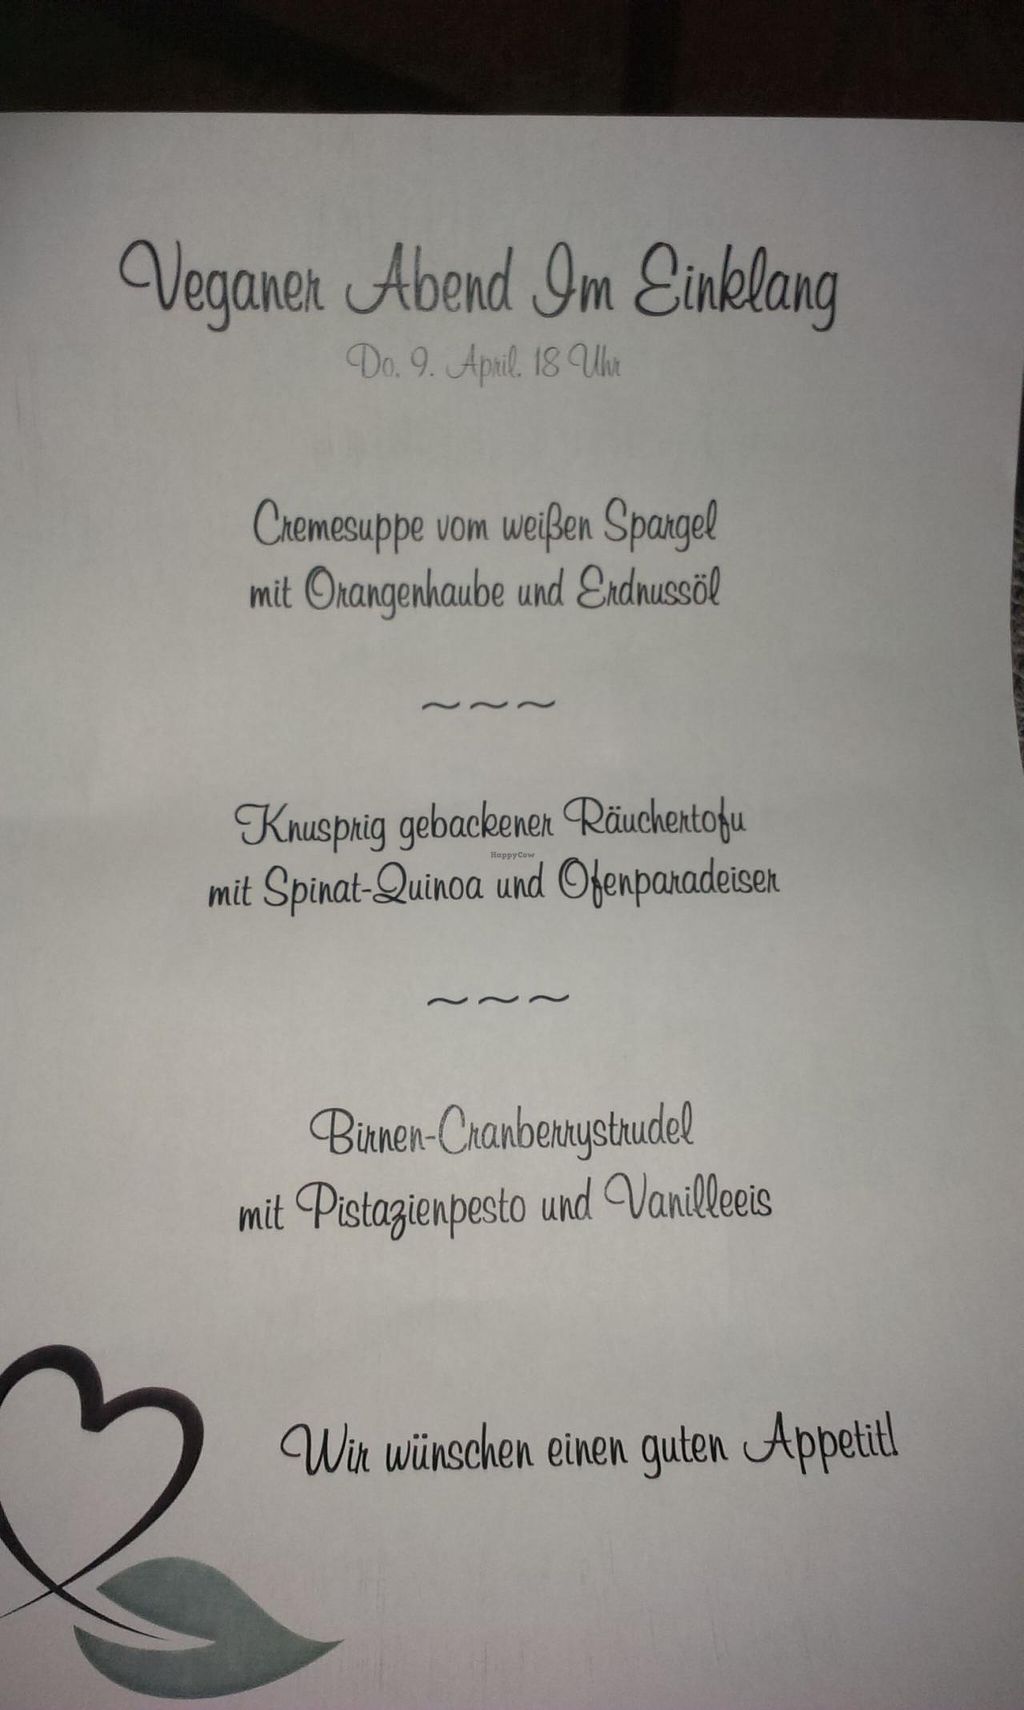 Veganer Abend Im Einklang
Do. 9. April. 18 Uhr
Cremesuppe vom weißen Spargel
mit Orangenhaube und Erdnussöl
~~~
Knusprig gebackener Räuchertofu
HappyCow
mit Spinat-Quinoa und Ofenparadeiser
~~~
Birnen-Cranberrystrudel
mit Pistazienpesto und Vanilleeis
Wir wünschen einen guten Appetit!